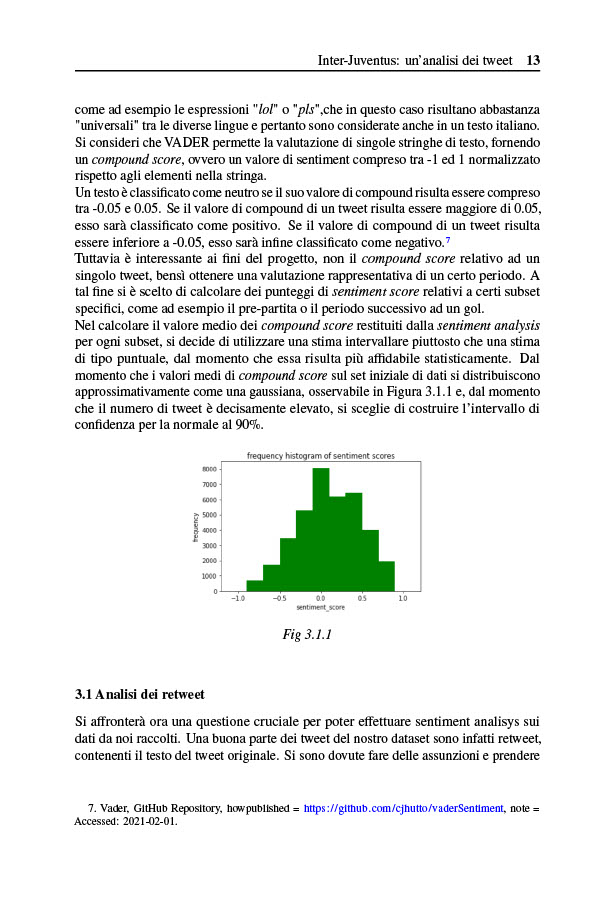 Inter-Juventus: un'analisi dei tweet 13
come ad esempio le espressioni "lol" o "pls",che in questo caso risultano abbastanza
"universali" tra le diverse lingue e pertanto sono considerate anche in un testo italiano.
Si consideri che VADER permette la valutazione di singole stringhe di testo, fornendo
un compound score, ovvero un valore di sentiment compreso tra -1 ed 1 normalizzato
rispetto agli elementi nella stringa.
Un testo è classificato come neutro se il suo valore di compound risulta essere compreso
tra -0.05 e 0.05. Se il valore di compound di un tweet risulta essere maggiore di 0.05,
esso sarà classificato come positivo. Se il valore di compound di un tweet risulta
essere inferiore a -0.05, esso sarà infine classificato come negativo.7
Tuttavia è interessante ai fini del progetto, non il compound score relativo ad un
singolo tweet, bensì ottenere una valutazione rappresentativa di un certo periodo. A
tal fine si è scelto di calcolare dei punteggi di sentiment score relativi a certi subset
specifici, come ad esempio il pre-partita o il periodo successivo ad un gol.
Nel calcolare il valore medio dei compound score restituiti dalla sentiment analysis
per ogni subset, si decide di utilizzare una stima intervallare piuttosto che una stima
di tipo puntuale, dal momento che essa risulta più affidabile statisticamente. Dal
momento che i valori medi di compound score sul set iniziale di dati si distribuiscono
approssimativamente come una gaussiana, osservabile in Figura 3.1.1 e, dal momento
che il numero di tweet è decisamente elevato, si sceglie di costruire l'intervallo di
confidenza per la normale al 90%.
frequency histogram of sentiment scores
8000
7000
6000
5000
4000
3000
2000
1000
0
frequency
−1.0 −0.5 0.0 0.5 1.0
sentiment_score
Fig 3.1.1
3.1 Analisi dei retweet
Si affronterà ora una questione cruciale per poter effettuare sentiment analisys sui
dati da noi raccolti. Una buona parte dei tweet del nostro dataset sono infatti retweet,
contenenti il testo del tweet originale. Si sono dovute fare delle assunzioni e prendere
7. Vader, GitHub Repository, howpublished = https://github.com/cjhutto/vaderSentiment, note =
Accessed: 2021-02-01.